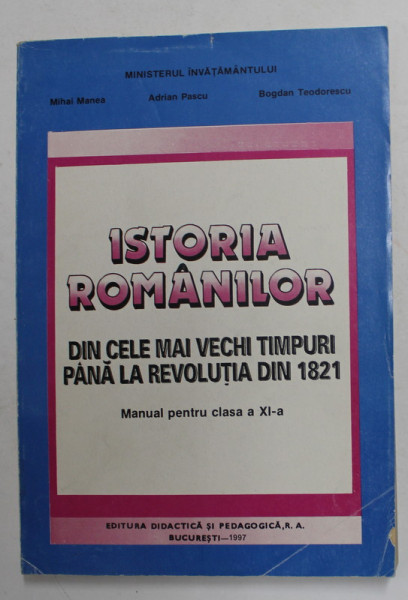 MINISTERUL ÎNVĂȚĂMÂNTULUI
Mihai Manea Adrian Pascu Bogdan Teodorescu
ISTORIA
ROMÂNILOR
DIN CELE MAI VECHI TIMPURI
PÂNĂ LA REVOLUȚIA DIN 1821
Manual pentru clasa a XI-a
EDITURA DIDACTICĂ ȘI PEDAGOGICĂ, R. A.
BUCUREȘTI—1997